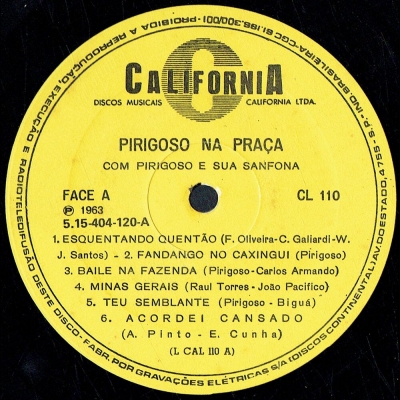 CALIFORNIA
DISCOS MUSICAIS CALIFORNIA LTDA.
PIRIGOSO NA PRAÇA
COM PIRIGOSO E SUA SANFONA
FACE A CL 110
Ⓟ 1963
5.15-404-120-A
1. ESQUENTANDO QUENTÃO (F. Oliveira-C. Galiardi-W.
J. Santos) - 2. FANDANGO NO CAXINGUI (Pirigoso)
3. BAILE NA FAZENDA (Pirigoso-Carlos Armando)
4. MINAS GERAIS (Raul Torres - João Pacifico)
5. TEU SEMBLANTE (Pirigoso - Biguá)
6. ACORDEI CANSADO
(A. Pinto - E. Cunha)
(L CAL 110 A)
PROIBIDA A REPRODUÇÃO, EXECUÇÃO E RADIOTELEDIFUSÃO DESTE DISCO - FABR. POR GRAVAÇÕES ELÉTRICAS S/A (DISCOS CONTINENTAL) AV. DO ESTADO, 4755 - S. P. - IND. BRASILEIRA - CGC 61.186.300/001 -